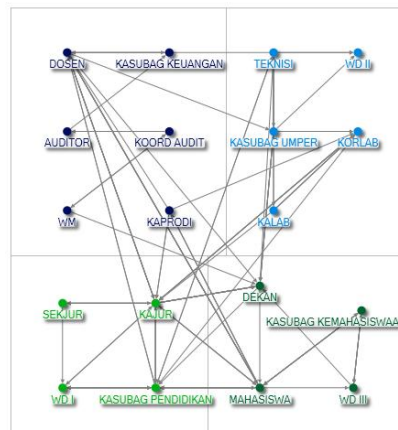 DOSEN KASUBAG KEUANGAN TEKNISI WD II
AUDITOR KOORD AUDIT KASUBAG UMPER KORLAB
WM KAPRODI KALAB
DEKAN
SEKJUR KAJUR KASUBAG KEMAHASISWAA
WD I KASUBAG PENDIDIKAN MAHASISWA WD III